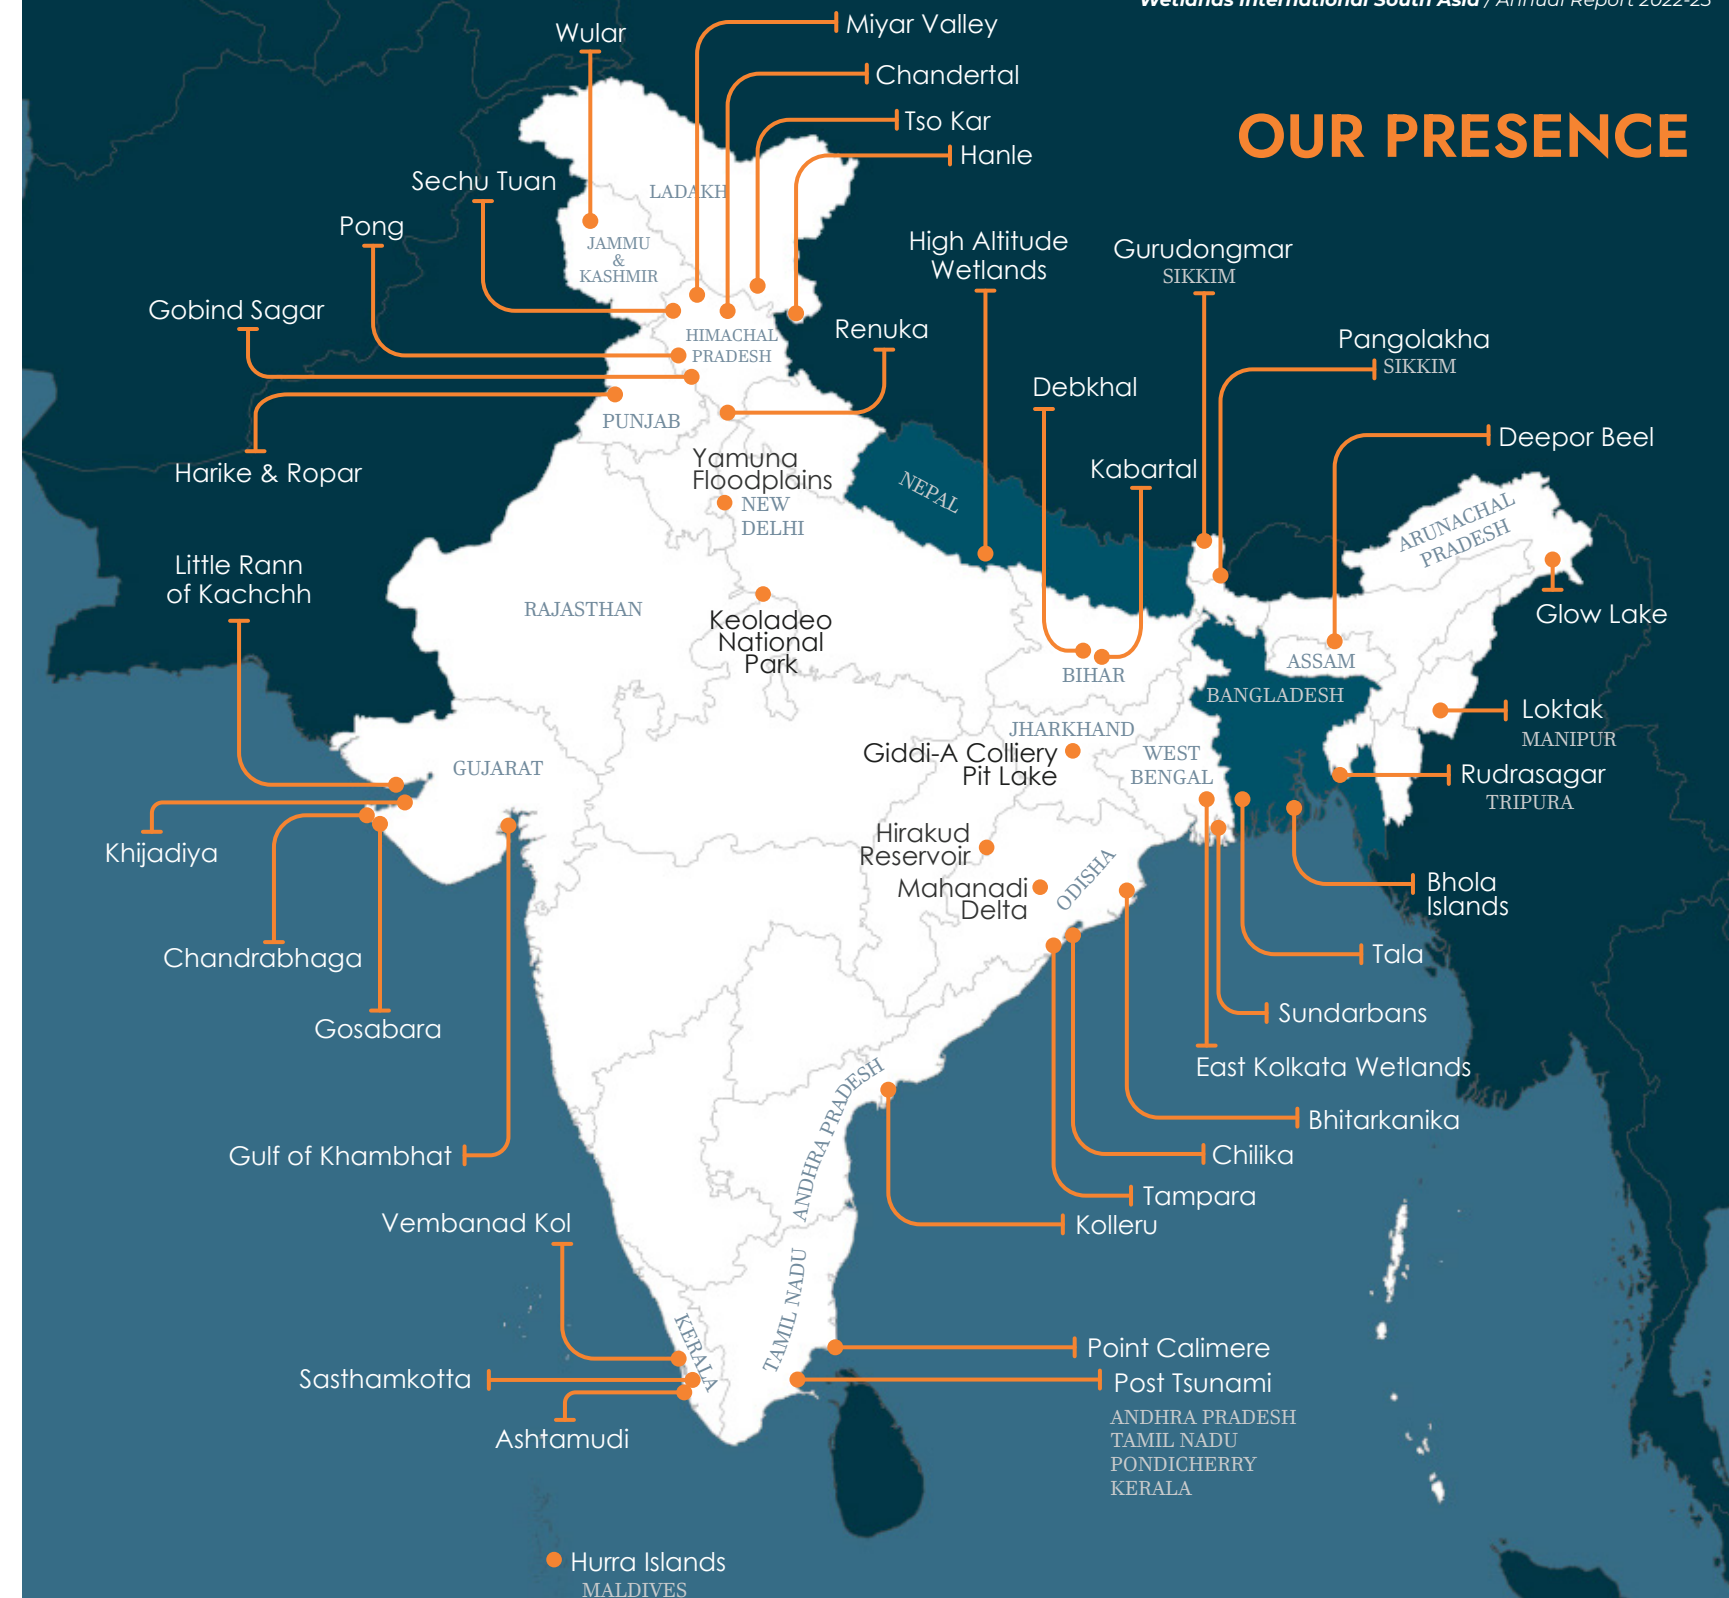 Wetlands International South Asia / Annual Report 2022-23
OUR PRESENCE
Wular
Miyar Valley
Chandertal
Tso Kar
Hanle
Sechu Tuan
Pong
Gobind Sagar
Harike & Ropar
LADAKH
JAMMU
&
KASHMIR
HIMACHAL
PRADESH
PUNJAB
Renuka
High Altitude
Wetlands
Gurudongmar
SIKKIM
Pangolakha
SIKKIM
Debkhal
Kabartal
Deepor Beel
Yamuna
Floodplains
NEW
DELHI
NEPAL
ARUNACHAL
PRADESH
Glow Lake
Little Rann
of Kachchh
RAJASTHAN
Keoladeo
National
Park
BIHAR
ASSAM
BANGLADESH
Loktak
MANIPUR
JHARKHAND
Giddi-A Colliery
Pit Lake
WEST
BENGAL
GUJARAT
Rudrasagar
TRIPURA
Khijadiya
Hirakud
Reservoir
Mahanadi
Delta
ODISHA
Bhola
Islands
Chandrabhaga
Tala
Gosabara
Sundarbans
East Kolkata Wetlands
ANDHRA PRADESH
Bhitarkanika
Gulf of Khambhat
Chilika
Tampara
Kolleru
Vembanad Kol
KERALA
TAMIL NADU
Sasthamkotta
Ashtamudi
Point Calimere
Post Tsunami
ANDHRA PRADESH
TAMIL NADU
PONDICHERRY
KERALA
Hurra Islands
MALDIVES